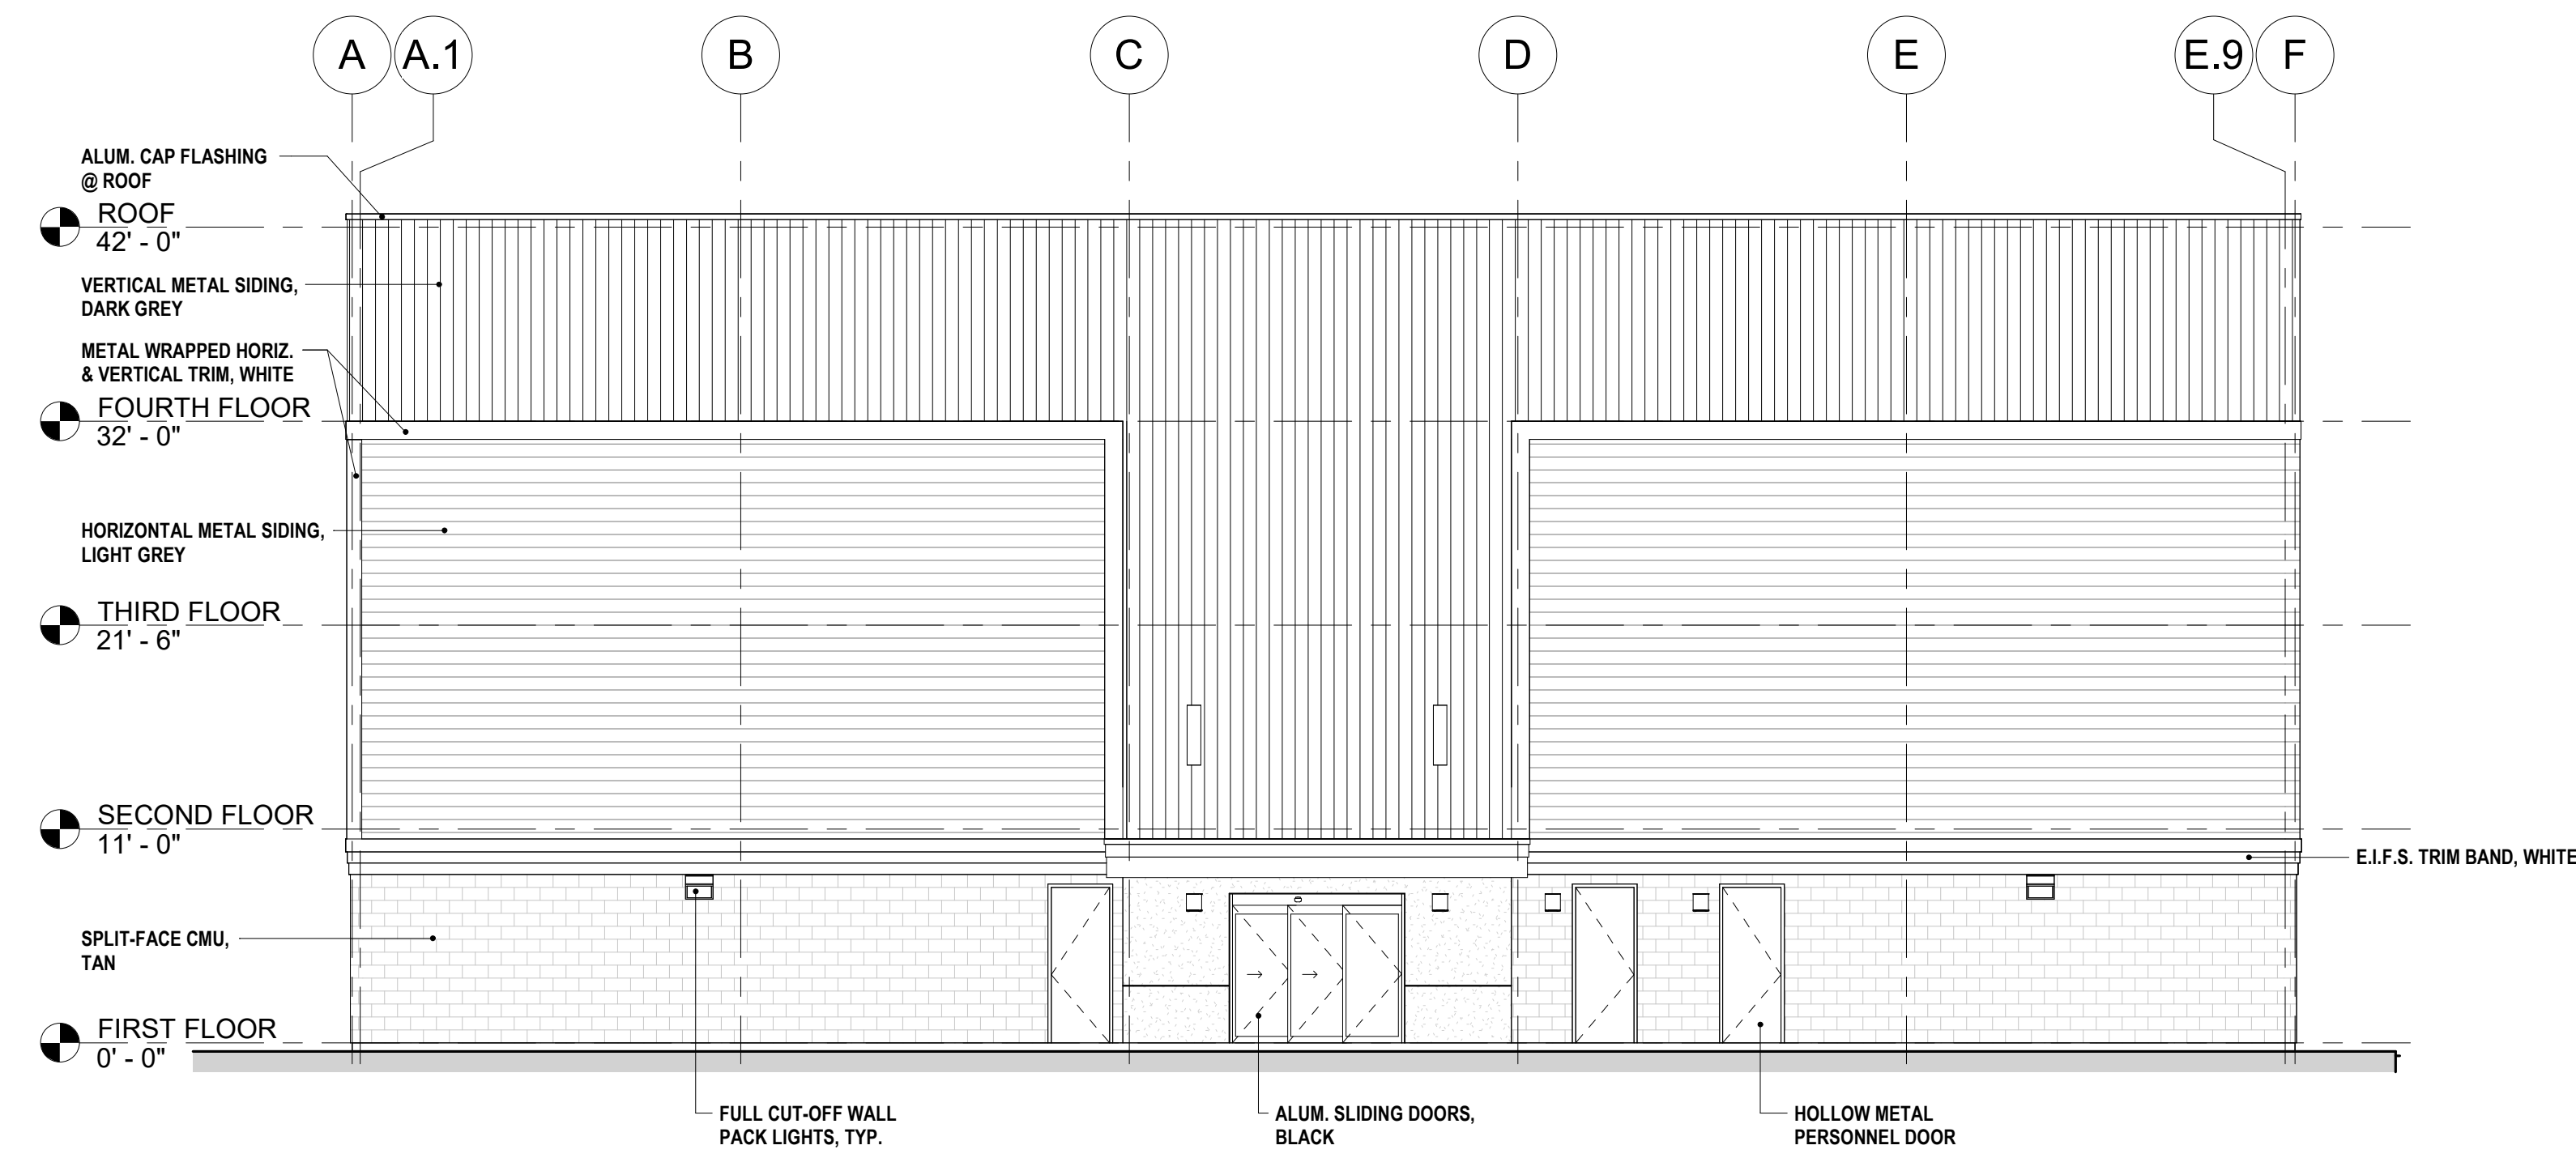 A
A.1
B
C
D
E
E.9
F
ALUM. CAP FLASHING
@ ROOF
ROOF
42' - 0"
VERTICAL METAL SIDING,
DARK GREY
METAL WRAPPED HORIZ.
& VERTICAL TRIM, WHITE
FOURTH FLOOR
32' - 0"
HORIZONTAL METAL SIDING,
LIGHT GREY
THIRD FLOOR
21' - 6"
SECOND FLOOR
11' - 0"
E.I.F.S. TRIM BAND, WHITE
SPLIT-FACE CMU,
TAN
FIRST FLOOR
0' - 0"
FULL CUT-OFF WALL
PACK LIGHTS, TYP.
ALUM. SLIDING DOORS,
BLACK
HOLLOW METAL
PERSONNEL DOOR